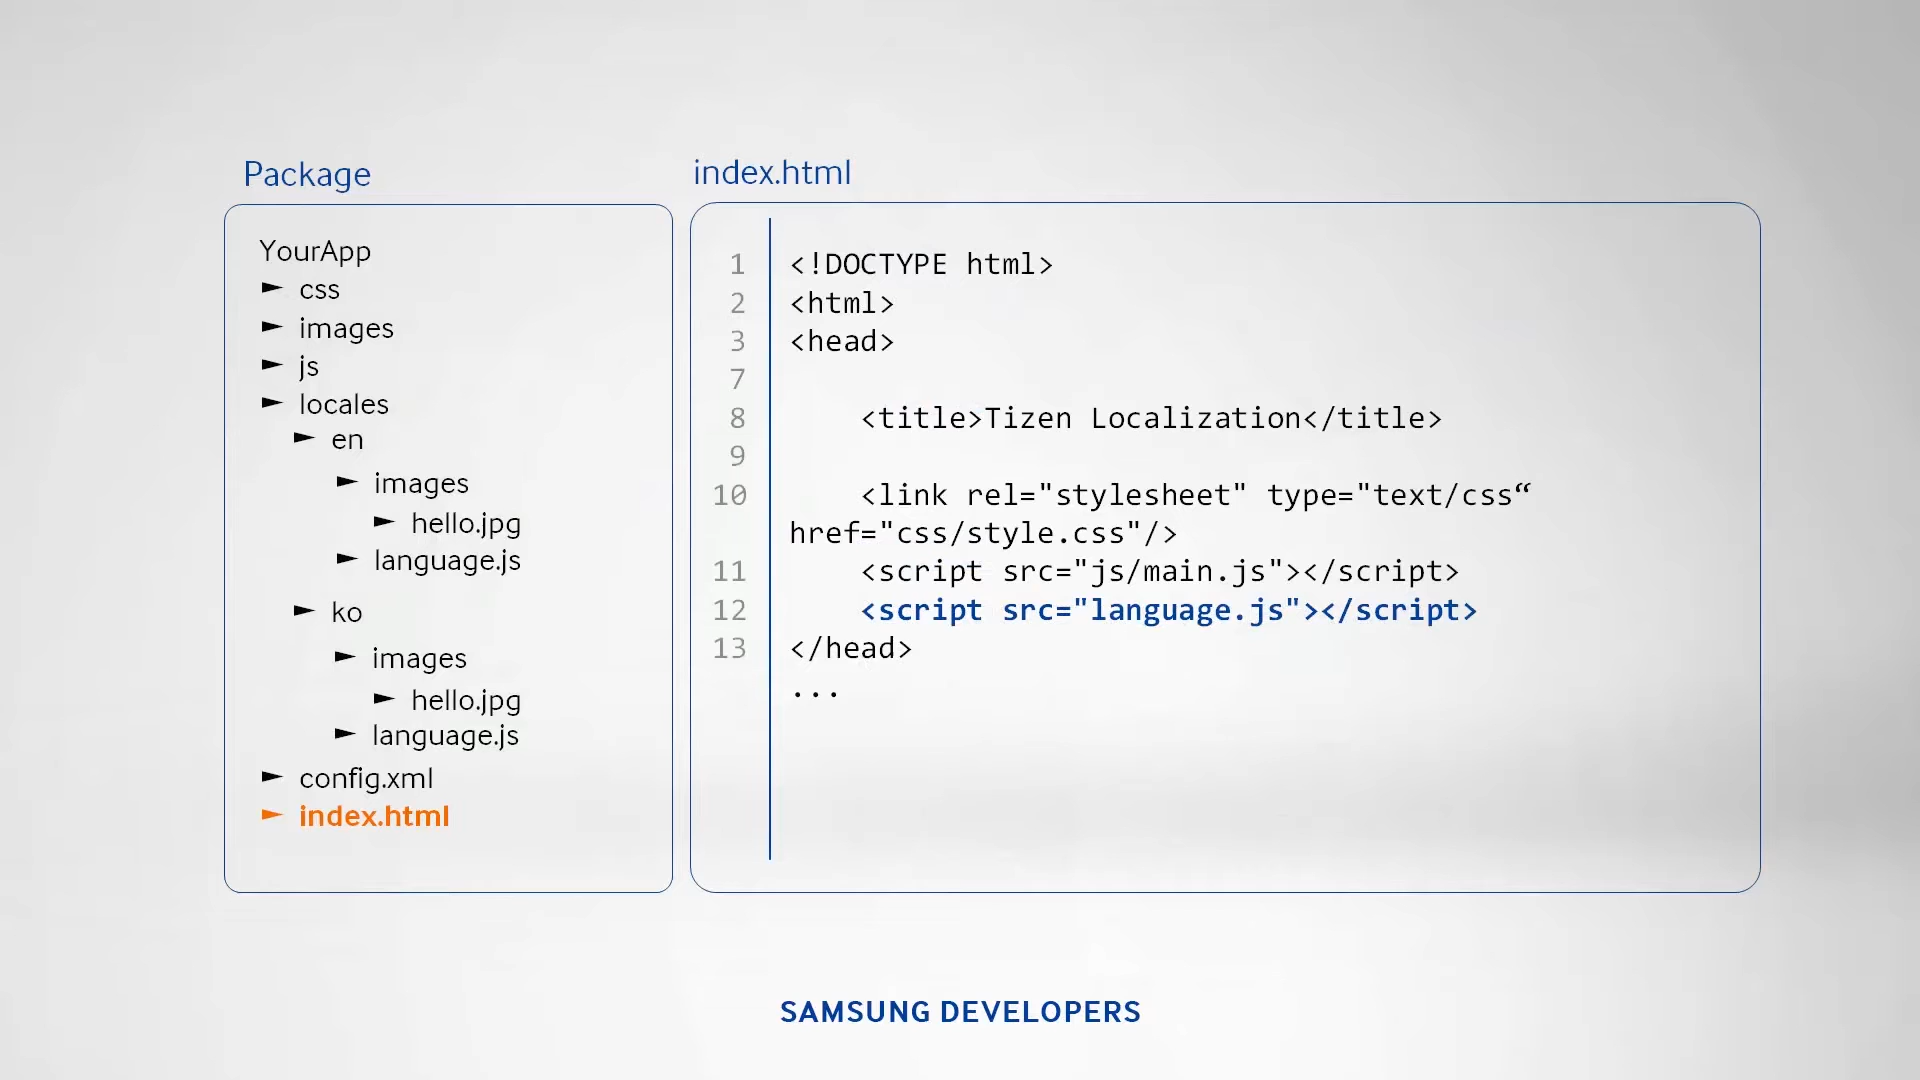 Package
YourApp
css
images
js
locales
en
images
hello.jpg
language.js
ko
images
hello.jpg
language.js
config.xml
index.html
index.html
1 <!DOCTYPE html>
2 <html>
3 <head>
7
8 <title>Tizen Localization</title>
9
10 <link rel="stylesheet" type="text/css“
href="css/style.css"/>
11 <script src="js/main.js"></script>
12 <script src="language.js"></script>
13 </head>
...
SAMSUNG DEVELOPERS